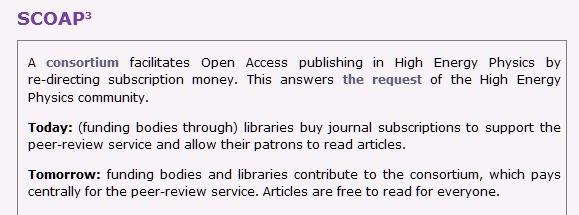 SCOAP³
A consortium facilitates Open Access publishing in High Energy Physics by
re-directing subscription money. This answers the request of the High Energy
Physics community.
Today: (funding bodies through) libraries buy journal subscriptions to support the
peer-review service and allow their patrons to read articles.
Tomorrow: funding bodies and libraries contribute to the consortium, which pays
centrally for the peer-review service. Articles are free to read for everyone.